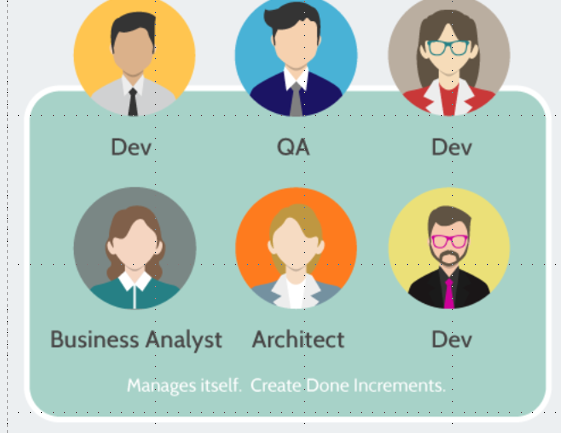 Dev QA Dev
Business Analyst Architect Dev
Manages itself. Create Done Increments.